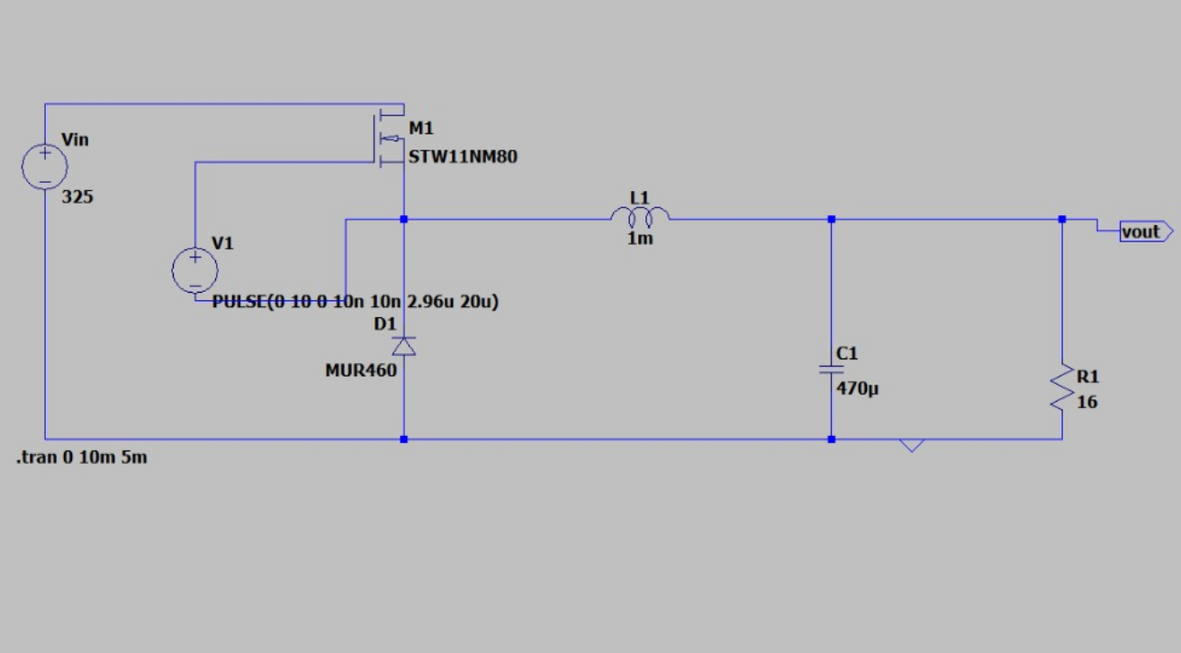 Vin
325
M1
STW11NM80
V1
PULSE(0 10 0 10n 10n 2.96u 20u)
L1
1m
vout
D1
MUR460
C1
470µ
R1
16
.tran 0 10m 5m